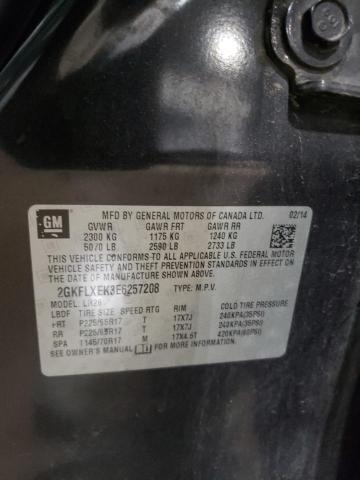 GM
MFD BY GENERAL MOTORS OF CANADA LTD. 02/14
GVWR GAWR FRT GAWR RR
2300 KG 1175 KG 1240 KG
5070 LB 2590 LB 2733 LB
THIS VEHICLE CONFORMS TO ALL APPLICABLE U.S. FEDERAL MOTOR
VEHICLE SAFETY, BUMPER, AND THEFT PREVENTION STANDARDS
IN EFFECT ON THE DATE OF MANUFACTURE SHOWN ABOVE.
2GKFLXEK3E6257208 TYPE: M.P.V.
LR26
LBDF TIRE SIZE SPEED RTG RIM COLD TIRE PRESSURE
FRT P225/65R17 T 17X7J 240KPA(35PSI)
RR P225/65R17 T 17X7J 240KPA(35PSI)
SPA T145/70R17 M 17X4.5T 420KPA(60PSI)
SEE OWNER'S MANUAL FOR ADDITIONAL INFORMATION.